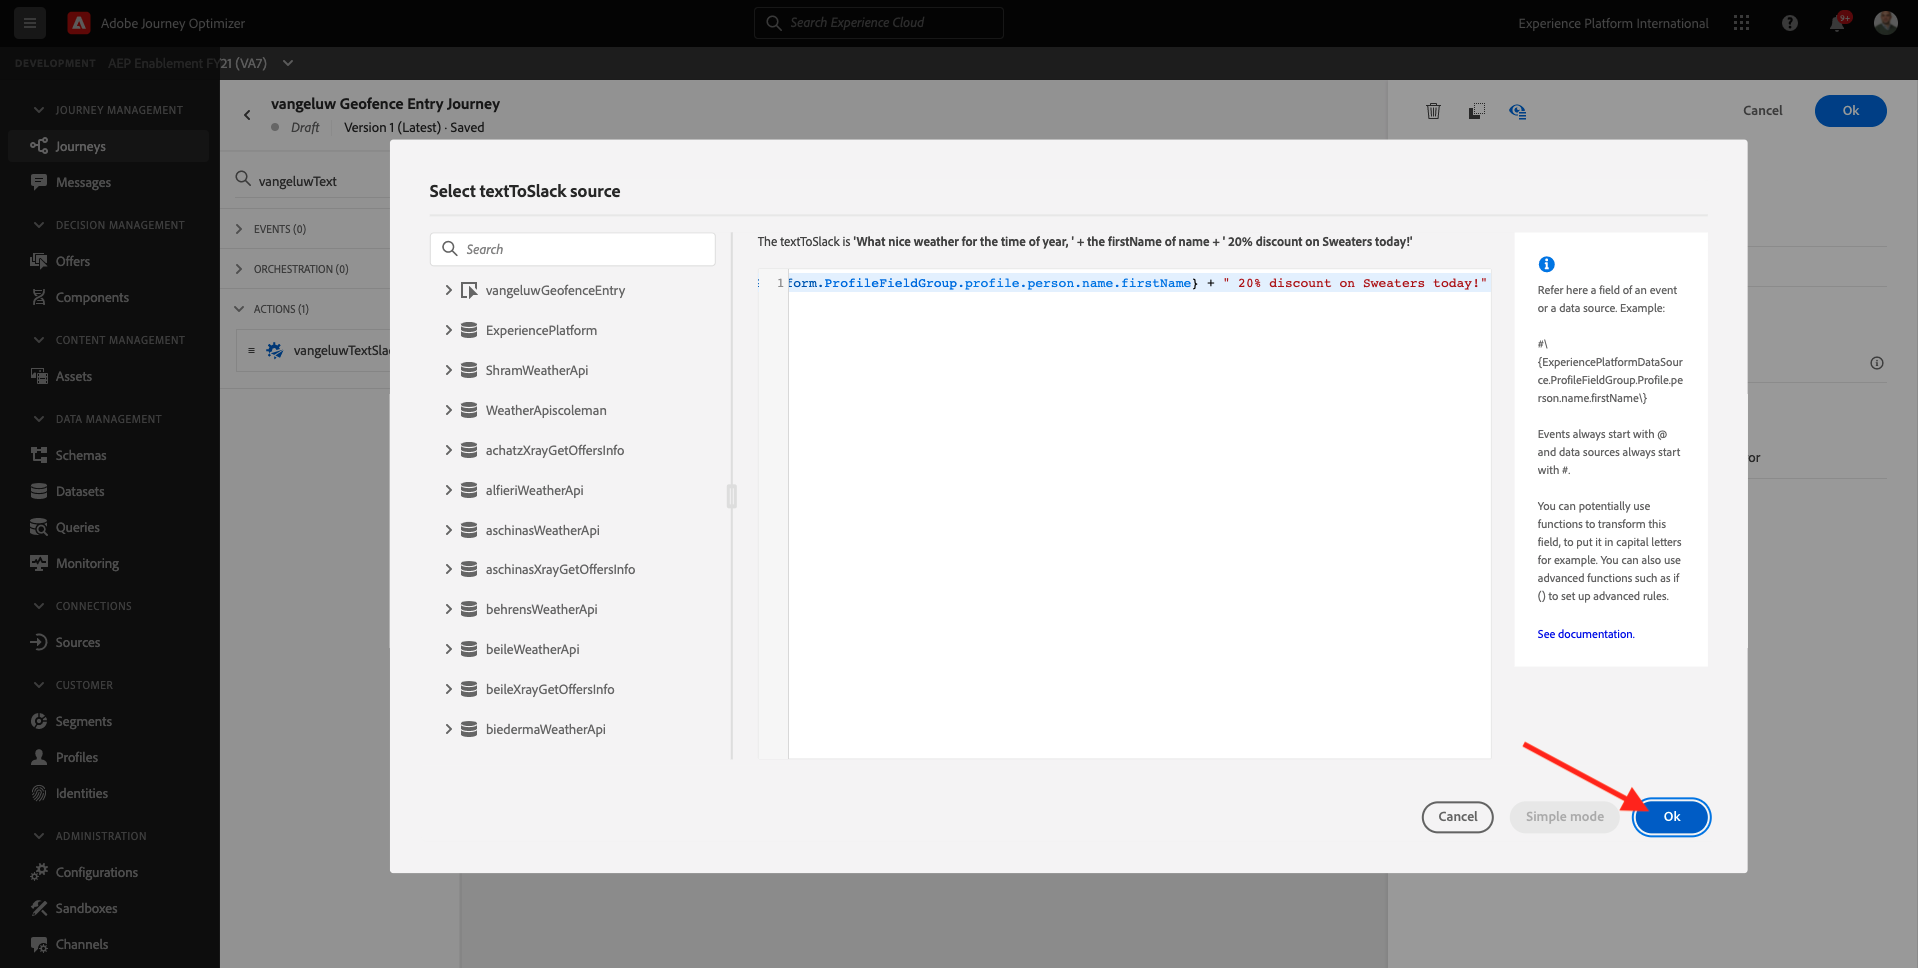 Adobe Journey Optimizer
Search Experience Cloud
Experience Platform International
9+
DEVELOPMENT AEP Enablement FY21 (VA7)
JOURNEY MANAGEMENT
Journeys
Messages
DECISION MANAGEMENT
Offers
Components
CONTENT MANAGEMENT
Assets
DATA MANAGEMENT
Schemas
Datasets
Queries
Monitoring
CONNECTIONS
Sources
CUSTOMER
Segments
Profiles
Identities
ADMINISTRATION
Configurations
Sandboxes
Channels
vangeluw Geofence Entry Journey
Draft Version 1 (Latest) · Saved
vangeluwText
EVENTS (0)
ORCHESTRATION (0)
ACTIONS (1)
vangeluwTextSla
Cancel Ok
or
Select textToSlack source
Search
vangeluwGeofenceEntry
ExperiencePlatform
ShramWeatherApi
WeatherApiscoleman
achatzXrayGetOffersInfo
alfieriWeatherApi
aschinasWeatherApi
aschinasXrayGetOffersInfo
behrensWeatherApi
beileWeatherApi
beileXrayGetOffersInfo
biedermaWeatherApi
The textToSlack is 'What nice weather for the time of year, ' + the firstName of name + ' 20% discount on Sweaters today!'
1 form.ProfileFieldGroup.profile.person.name.firstName} + " 20% discount on Sweaters today!"
Refer here a field of an event
or a data source. Example:
#\
{ExperiencePlatformDataSour
ce.ProfileFieldGroup.Profile.pe
rson.name.firstName\}
Events always start with @
and data sources always start
with #.
You can potentially use
functions to transform this
field, to put it in capital letters
for example. You can also use
advanced functions such as if
() to set up advanced rules.
See documentation.
Cancel Simple mode Ok